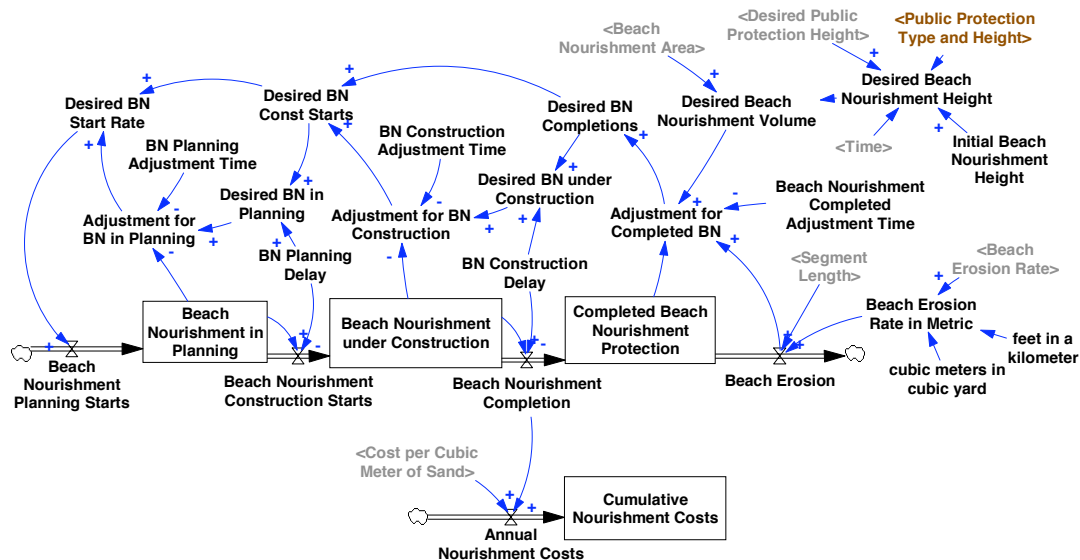 <Beach
Nourishment Area>
<Desired Public
Protection Height>
<Public Protection
Type and Height>
Desired BN
Start Rate
Desired BN
Const Starts
Desired BN
Completions
Desired Beach
Nourishment Volume
Desired Beach
Nourishment Height
BN Planning
Adjustment Time
BN Construction
Adjustment Time
<Time>
Initial Beach
Nourishment
Height
Adjustment for
BN in Planning
Desired BN in
Planning
Adjustment for BN
Construction
Desired BN under
Construction
Adjustment for
Completed BN
Beach Nourishment
Completed
Adjustment Time
BN Planning
Delay
BN Construction
Delay
<Segment
Length>
<Beach
Erosion Rate>
Beach
Nourishment in
Planning
Beach Nourishment
under Construction
Completed Beach
Nourishment
Protection
Beach Erosion
Rate in Metric
feet in a
kilometer
cubic meters in
cubic yard
Beach
Nourishment
Planning Starts
Beach Nourishment
Construction Starts
Beach Nourishment
Completion
Beach Erosion
<Cost per Cubic
Meter of Sand>
Annual
Nourishment Costs
Cumulative
Nourishment Costs